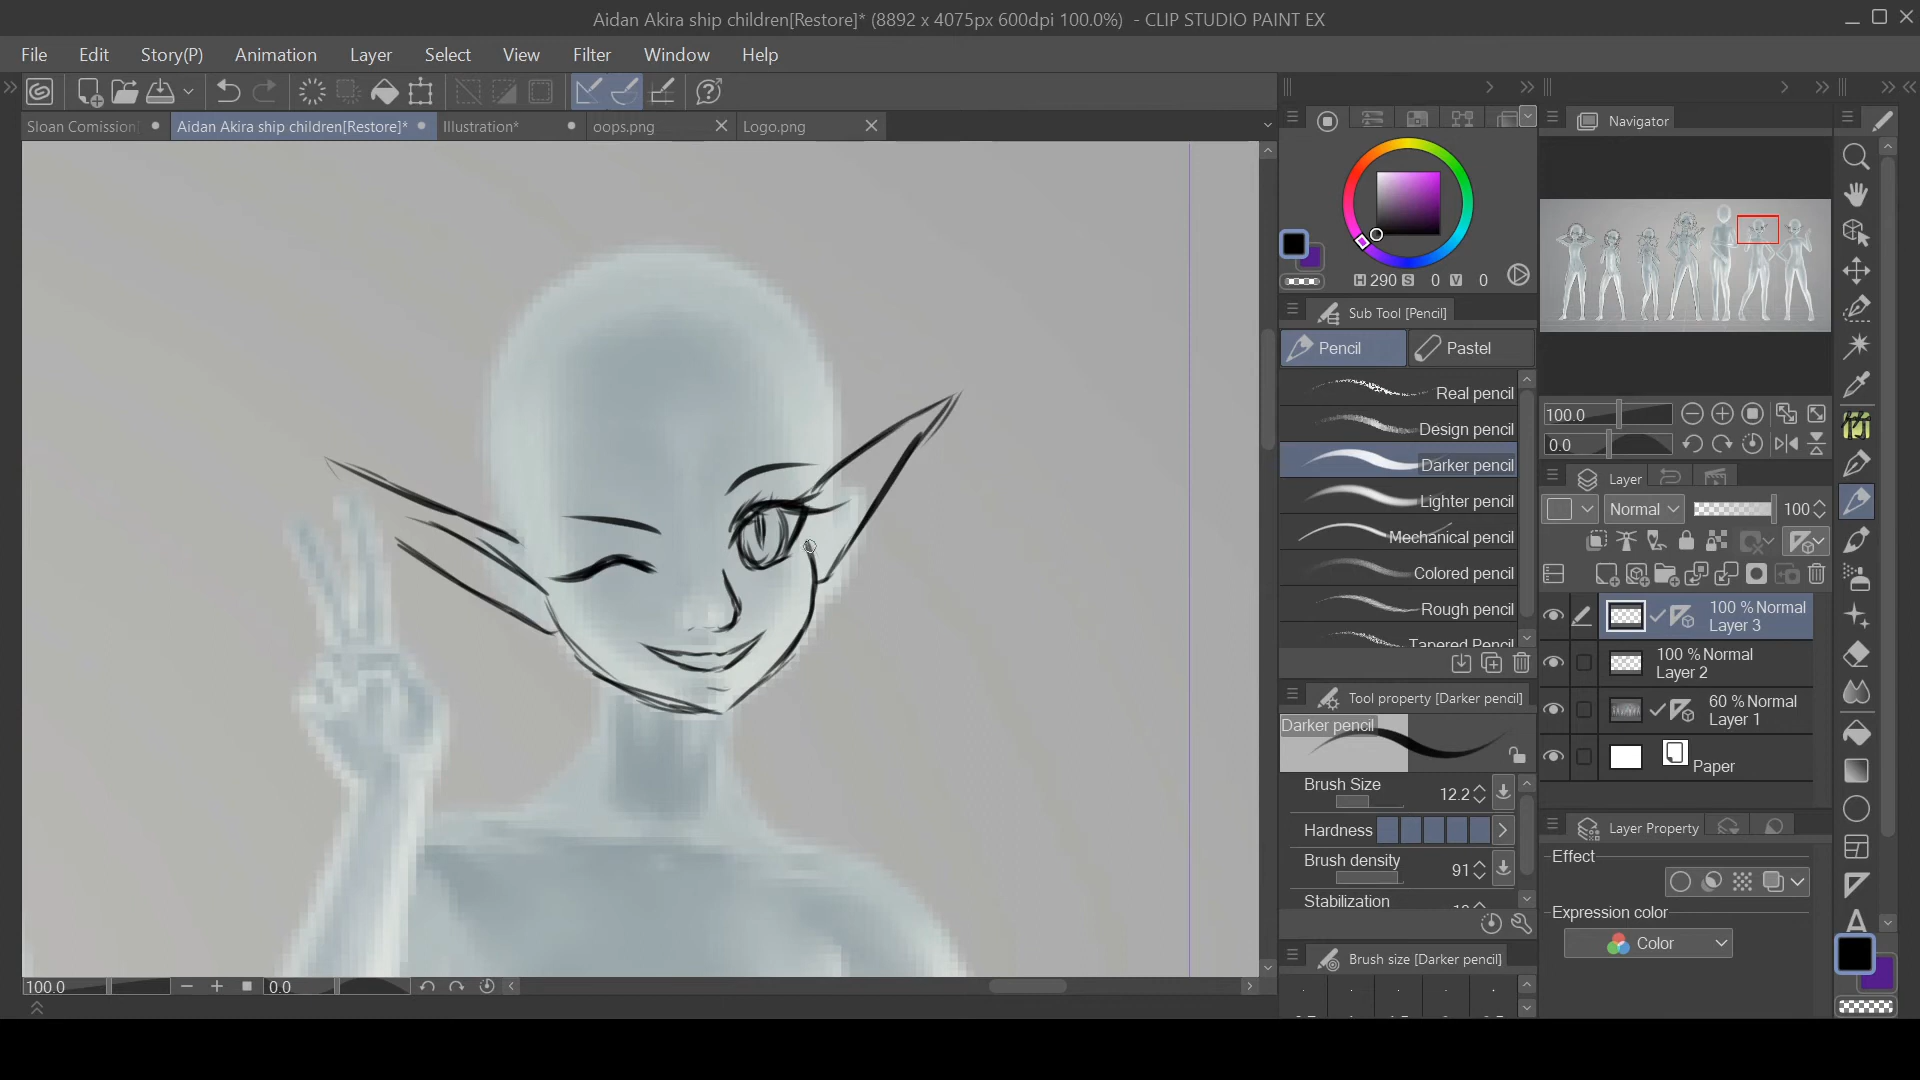 Aidan Akira ship children[Restore]* (8892 x 4075px 600dpi 100.0%) - CLIP STUDIO PAINT EX
File Edit Story(P) Animation Layer Select View Filter Window Help
Sloan Comission Aidan Akira ship children[Restore]* Illustration* oops.png Logo.png
Navigator
H 290 S 0 V 0
Sub Tool [Pencil]
Pencil Pastel
Real pencil
Design pencil
Darker pencil
Lighter pencil
Mechanical pencil
Colored pencil
Rough pencil
Tapered Pencil
Tool property [Darker pencil]
Darker pencil
Brush Size 12.2
Hardness
Brush density 91
Stabilization
Brush size [Darker pencil]
100.0
0.0
Layer
Normal 100
100 % Normal
Layer 3
100 % Normal
Layer 2
60 % Normal
Layer 1
Paper
Layer Property
Effect
Expression color
Color
A
100.0 0.0